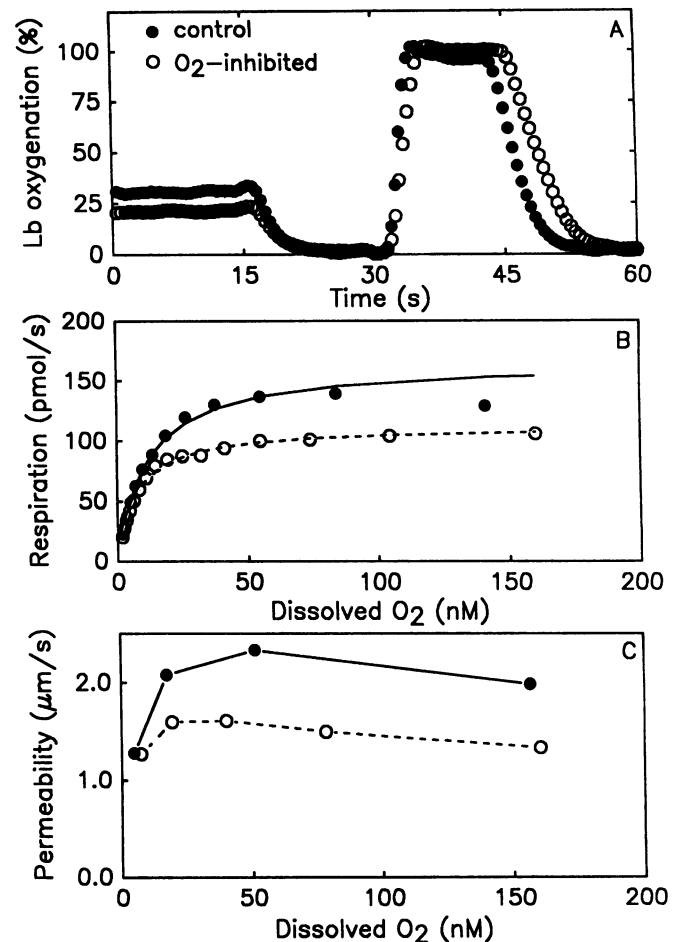 A
● control
○ O₂−inhibited
Lb oxygenation (%)
100
75
50
25
0
0 15 30 45 60
Time (s)
B
Respiration (pmol/s)
200
150
100
50
0
0 50 100 150 200
Dissolved O₂ (nM)
C
Permeability (μm/s)
2.0
1.0
0.0
0 50 100 150 200
Dissolved O₂ (nM)